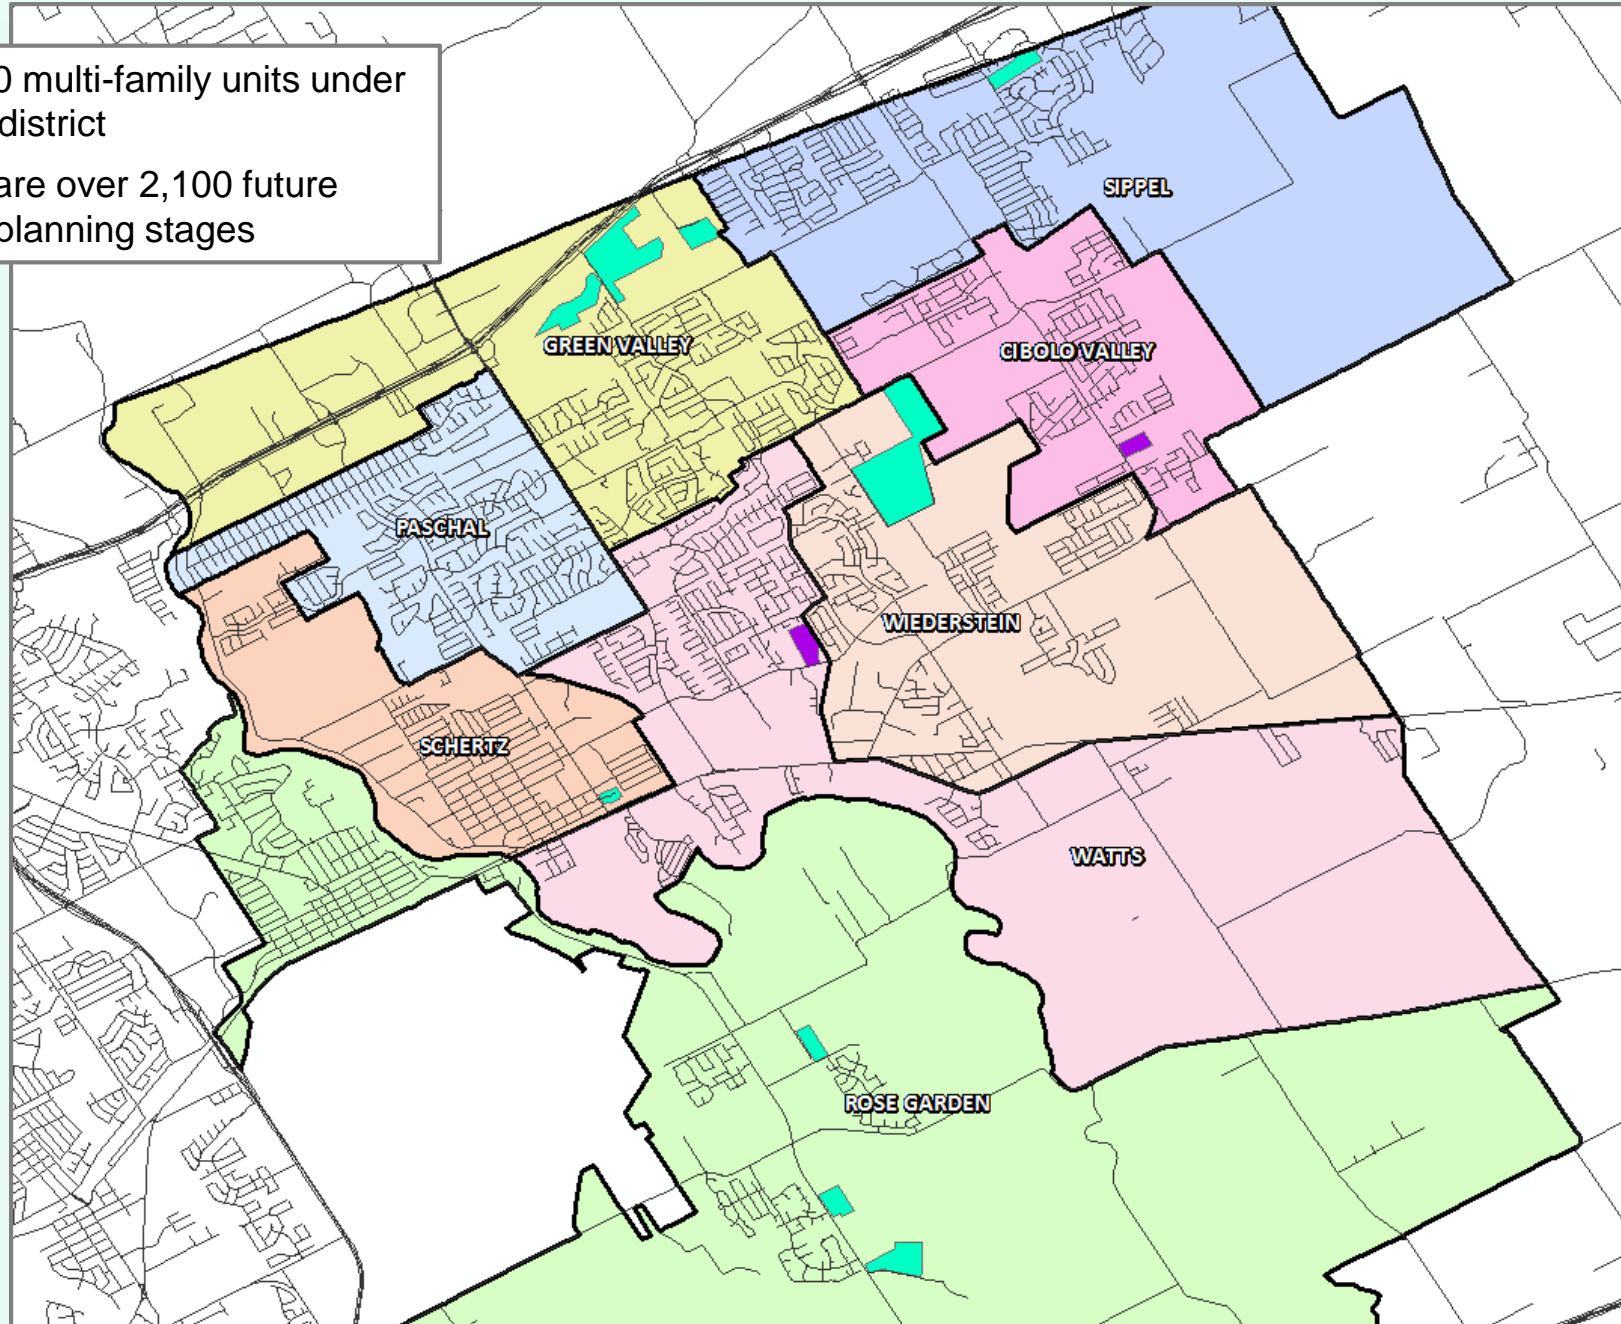 0 multi-family units under
district
are over 2,100 future
planning stages
SIPPEL
GREEN VALLEY
CIBOLO VALLEY
PASCHAL
WIEDERSTEIN
SCHERTZ
WATTS
ROSE GARDEN